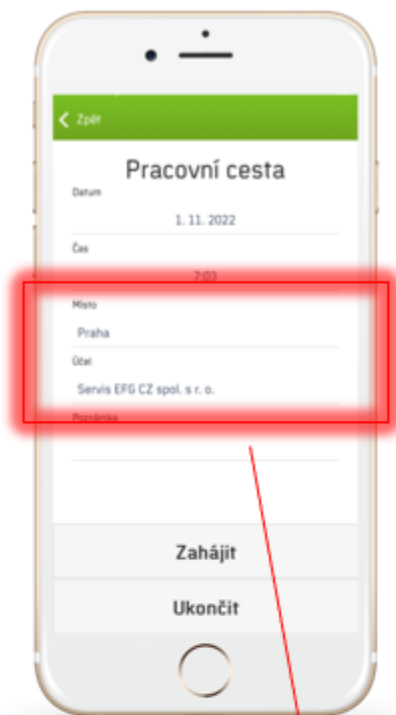 Zpět
Pracovní cesta
Datum
1. 11. 2022
Čas
7:03
Místo
Praha
Účel
Servis EFG CZ spol. s r. o.
Poznámka
Zahájit
Ukončit